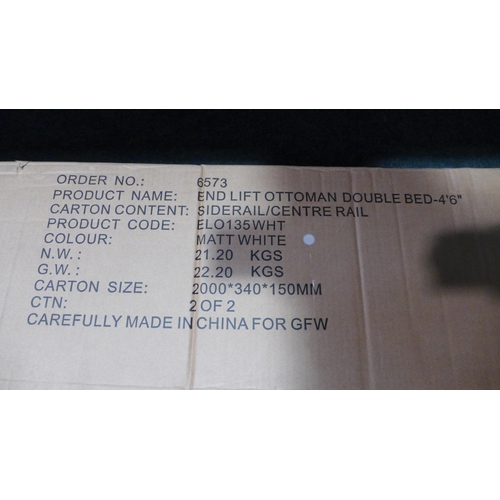 ORDER NO.: 6573
PRODUCT NAME: END LIFT OTTOMAN DOUBLE BED-4'6"
CARTON CONTENT: SIDERAIL/CENTRE RAIL
PRODUCT CODE: ELO135WHT
COLOUR: MATT WHITE
N.W.: 21.20 KGS
G.W.: 22.20 KGS
CARTON SIZE: 2000*340*150MM
CTN: 2 OF 2
CAREFULLY MADE IN CHINA FOR GFW